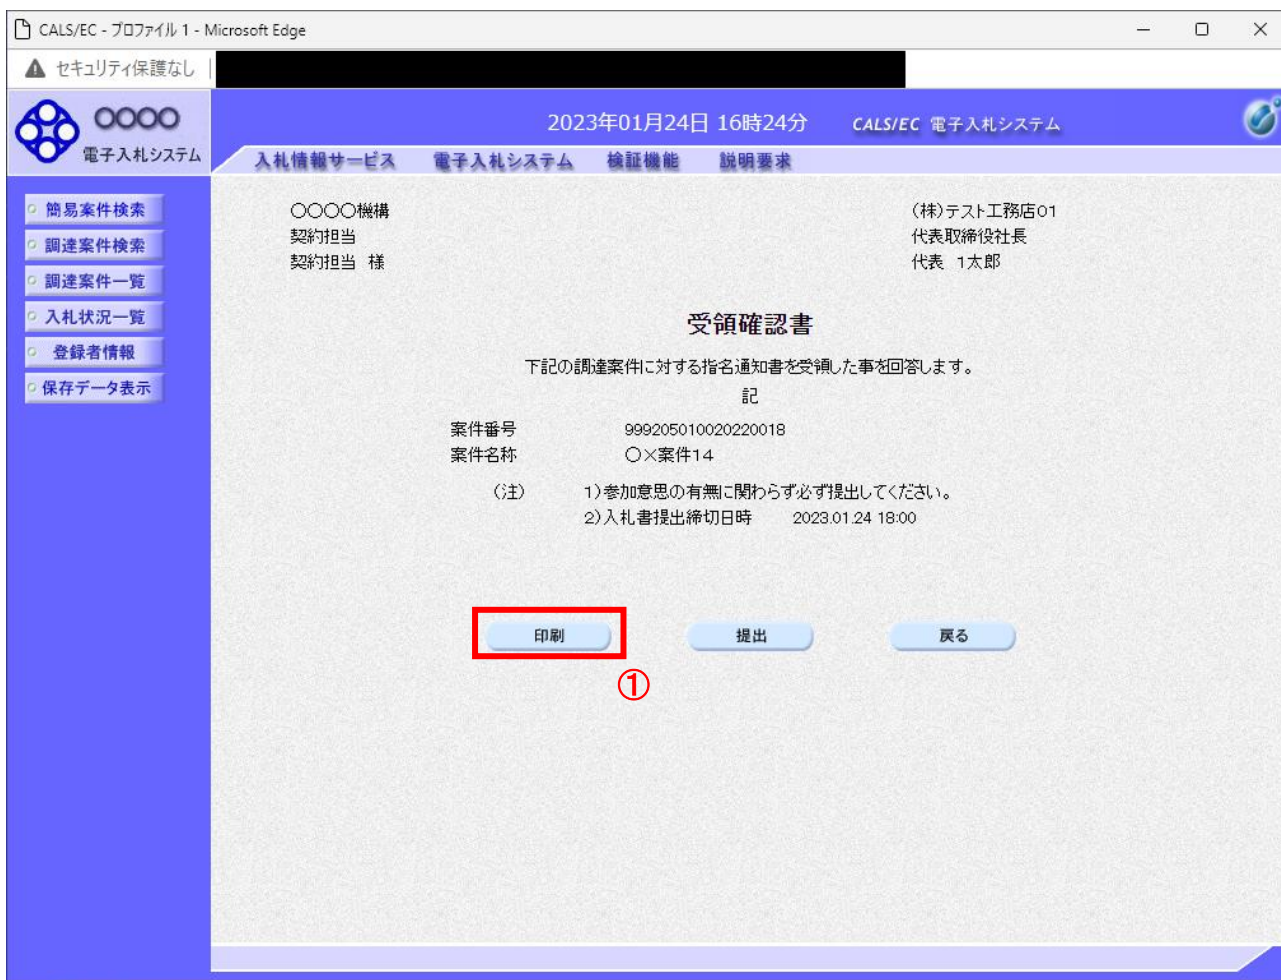 CALS/EC - プロファイル 1 - Microsoft Edge
セキュリティ保護なし
〇〇〇〇
電子入札システム
2023年01月24日 16時24分
CALS/EC 電子入札システム
入札情報サービス 電子入札システム 検証機能 説明要求
簡易案件検索
調達案件検索
調達案件一覧
入札状況一覧
登録者情報
保存データ表示
〇〇〇〇機構
契約担当
契約担当 様
(株)テスト工務店01
代表取締役社長
代表 1太郎
受領確認書
下記の調達案件に対する指名通知書を受領した事を回答します。
記
案件番号 999205010020220018
案件名称 〇×案件14
(注) 1)参加意思の有無に関わらず必ず提出してください。
2)入札書提出締切日時 2023.01.24 18:00
印刷 提出 戻る
①